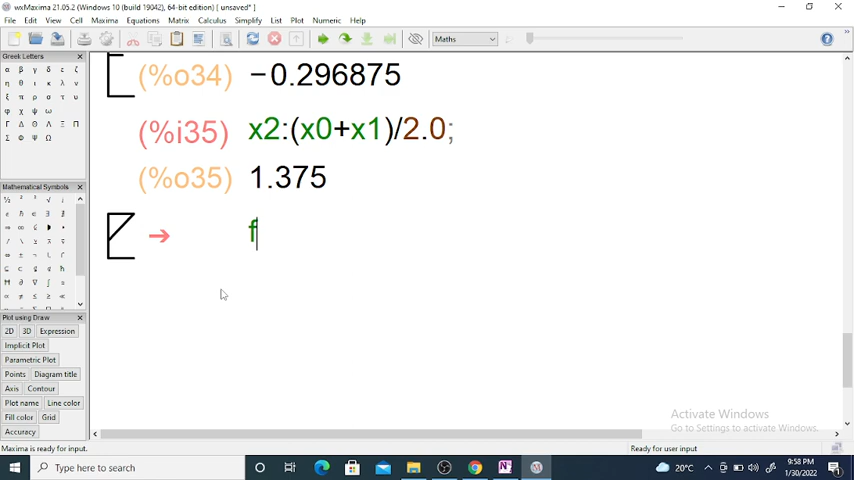 wxMaxima 21.05.2 (Windows 10 (build 19042), 64-bit edition) [ unsaved* ]
File Edit View Cell Maxima Equations Matrix Calculus Simplify List Plot Numeric Help
Maths
Greek Letters
α β γ δ ε ζ
η θ ι κ λ ν
ξ π ρ σ τ υ
φ χ ψ ω
Γ Δ Θ Λ Ξ Π
Σ Φ Ψ Ω
Mathematical Symbols
Plot using Draw
2D 3D Expression
Implicit Plot
Parametric Plot
Points Diagram title
Axis Contour
Plot name Line color
Fill color Grid
Accuracy
(%o34) −0.296875
(%i35) x2:(x0+x1)/2.0;
(%o35) 1.375
f
Activate Windows
Go to Settings to activate Windows.
Maxima is ready for input.
Ready for user input
Type here to search
20°C
9:58 PM
1/30/2022